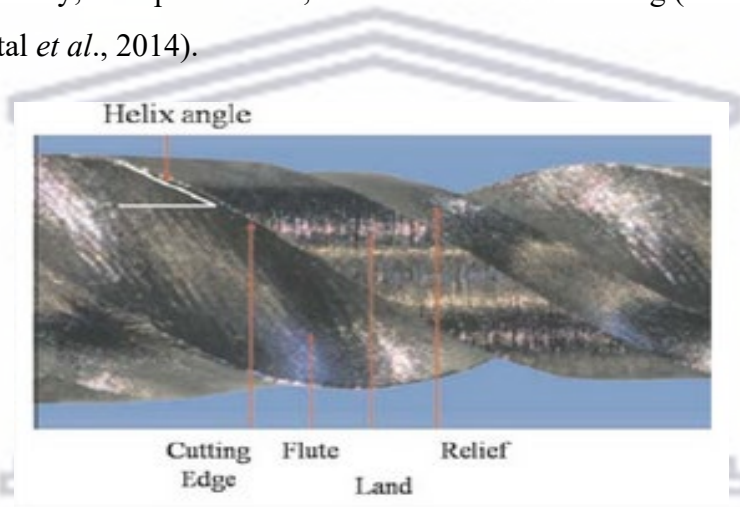 tal et al., 2014).
Helix angle
Cutting Flute Relief
Edge
Land